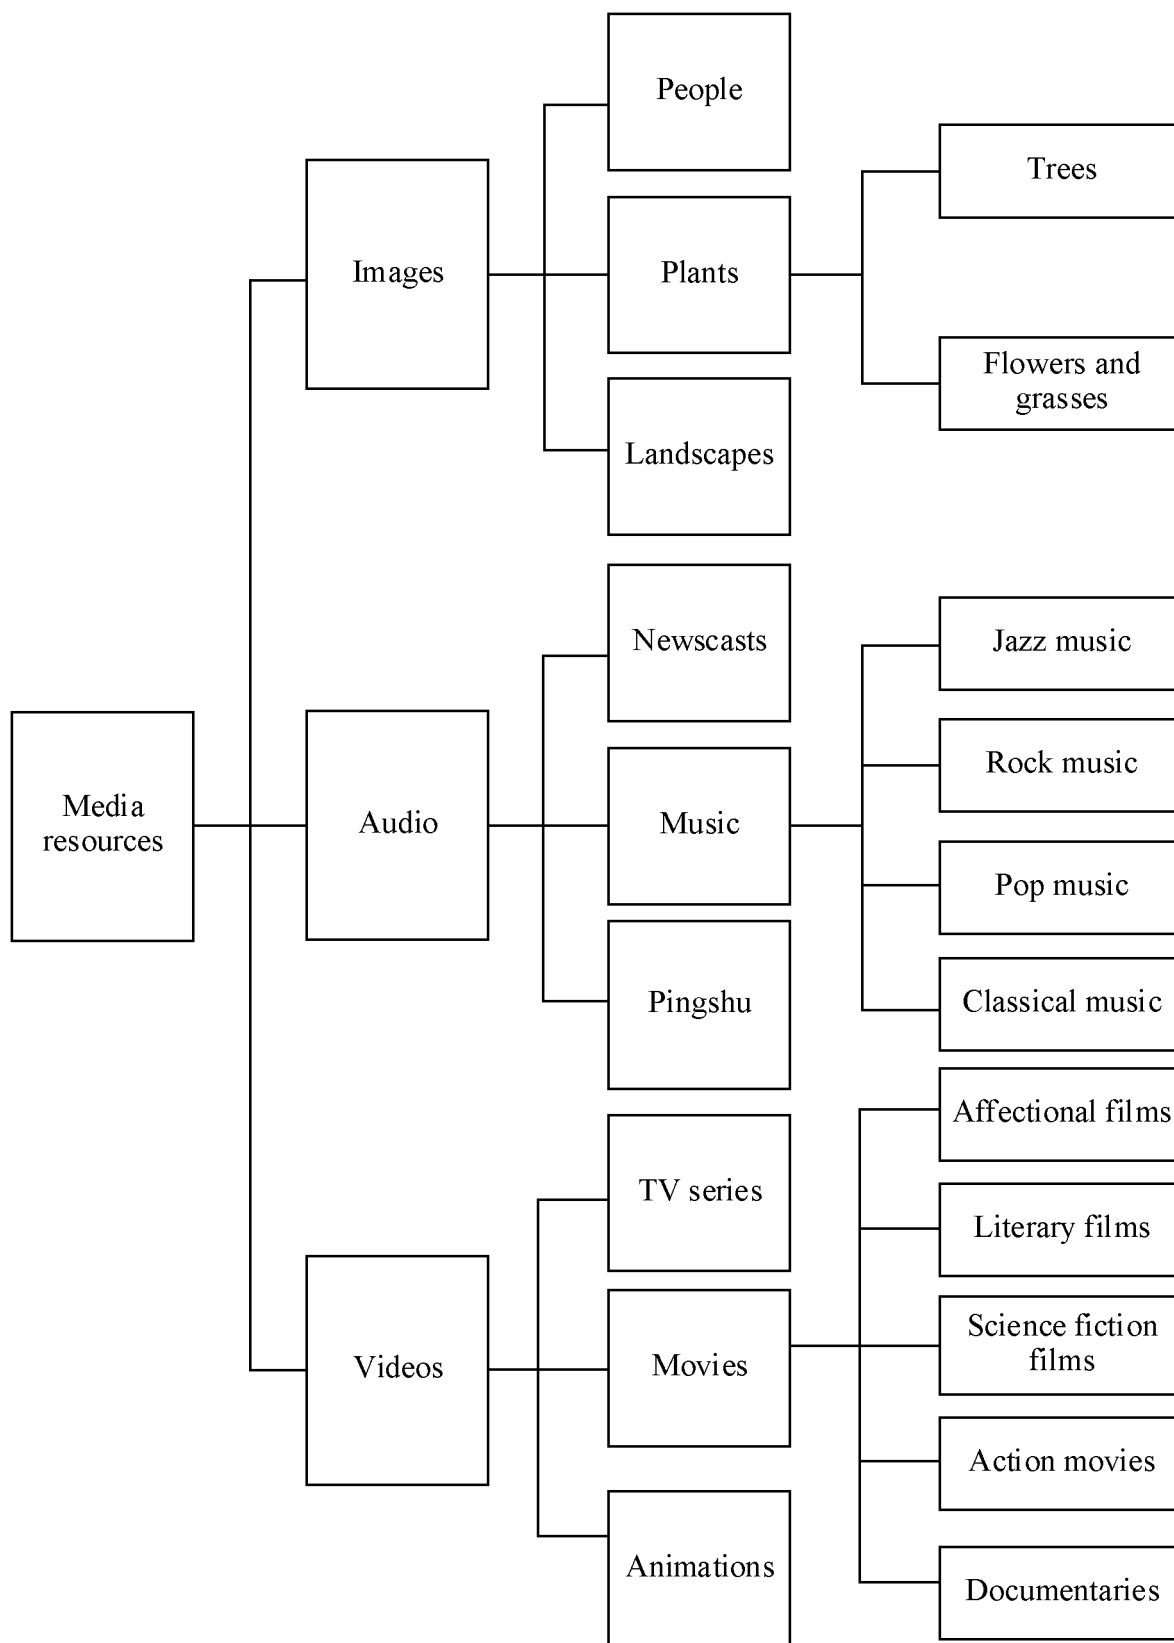 People
Trees
Images
Plants
Flowers and
grasses
Landscapes
Newscasts
Jazz music
Rock music
Media
resources
Audio
Music
Pop music
Pingshu
Classical music
Affectional films
TV series
Literary films
Science fiction
films
Videos
Movies
Action movies
Animations
Documentaries